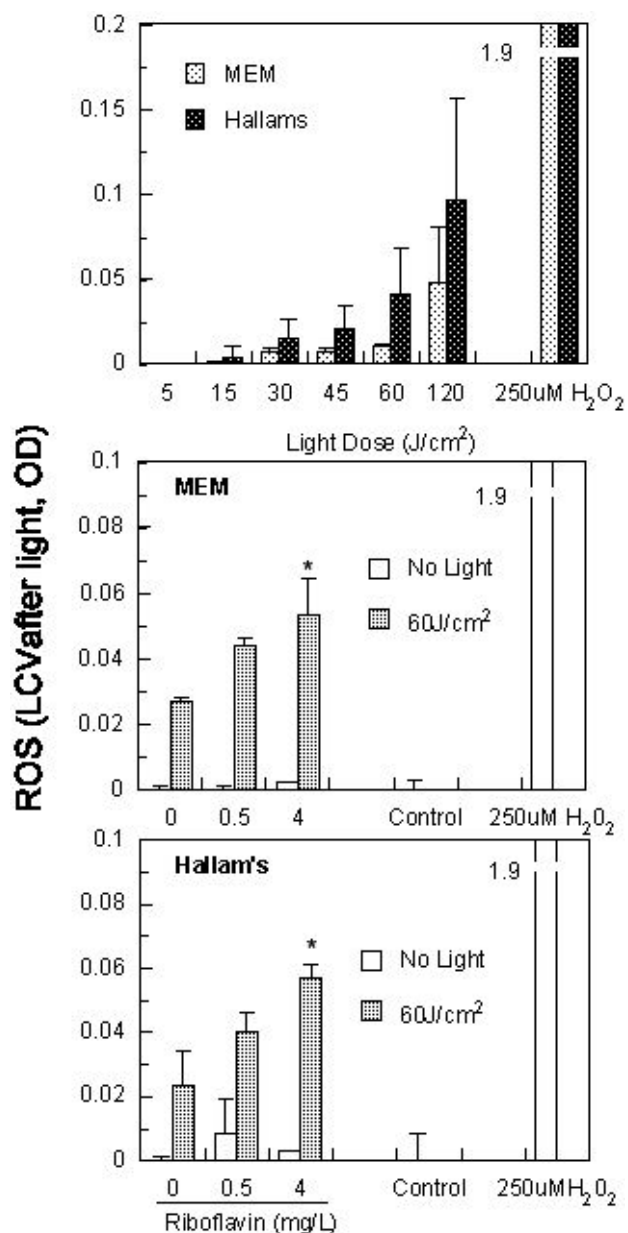 ROS (LCVafter light, OD)
0.2
0.15
0.1
0.05
0
MEM
Hallams
1.9
5 15 30 45 60 120 250uM H₂O₂
Light Dose (J/cm²)
0.1
0.08
0.06
0.04
0.02
0
MEM
1.9
No Light
60J/cm²
*
0 0.5 4 Control 250uM H₂0₂
0.1
0.08
0.06
0.04
0.02
0
Hallam's
1.9
No Light
60J/cm²
*
0 0.5 4 Control 250uMH₂0₂
Riboflavin (mg/L)